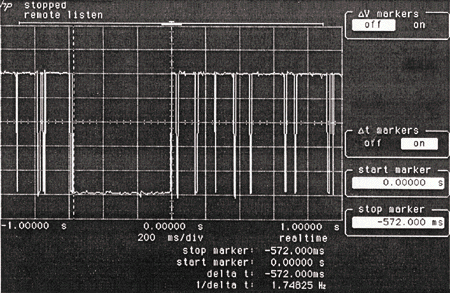 hp stopped
remote listen
ΔV markers
off on
Δt markers
off on
start marker
0.00000 s
stop marker
-572.000 ms
-1.00000 s 0.00000 s 1.00000 s
200 ms/div realtime
stop marker: -572.000ms
start marker: 0.00000 s
delta t: -572.000ms
1/delta t: 1.74825 Hz